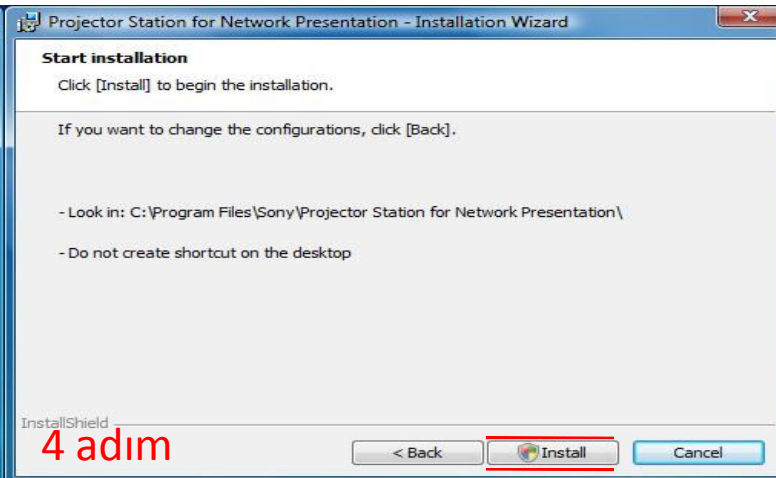 Projector Station for Network Presentation - Installation Wizard
Start installation
Click [Install] to begin the installation.
If you want to change the configurations, click [Back].
- Look in: C:\Program Files\Sony\Projector Station for Network Presentation\
- Do not create shortcut on the desktop
InstallShield
4 adım
< Back Install Cancel